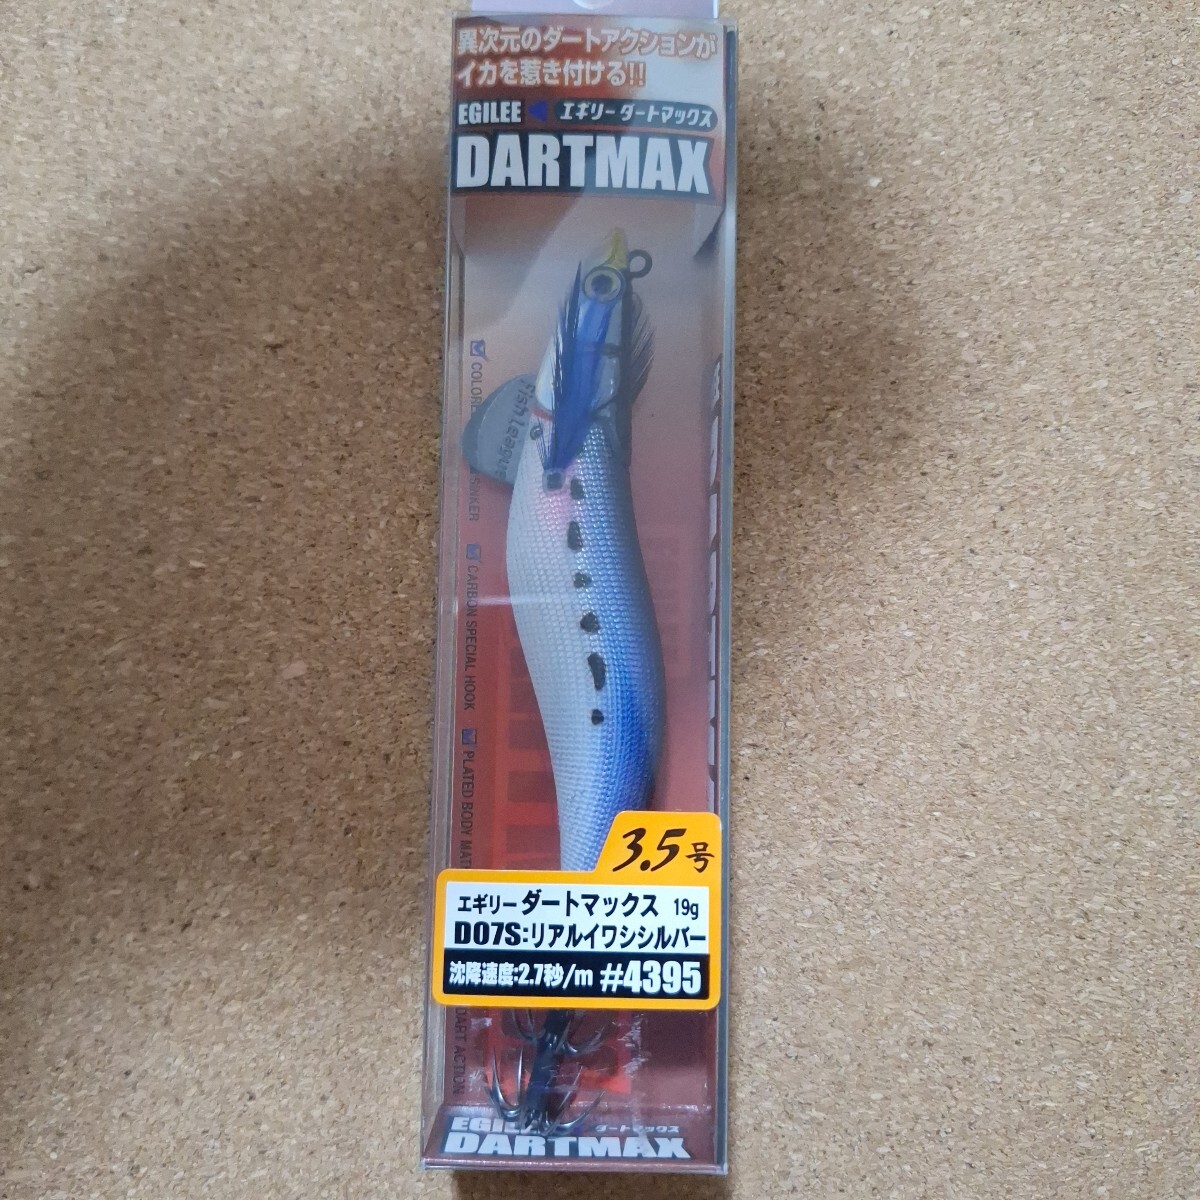 異次元のダートアクションが
イカを惹き付ける!!
EGILEE エギリー ダートマックス
DARTMAX
Fish League
SINKER
CARBON SPECIAL HOOK
PLATED BODY
DART ACTION
3.5号
エギリー ダートマックス 19g
D07S:リアルイワシシルバー
沈降速度:2.7秒/m #4395
ダートマックス
DARTMAX